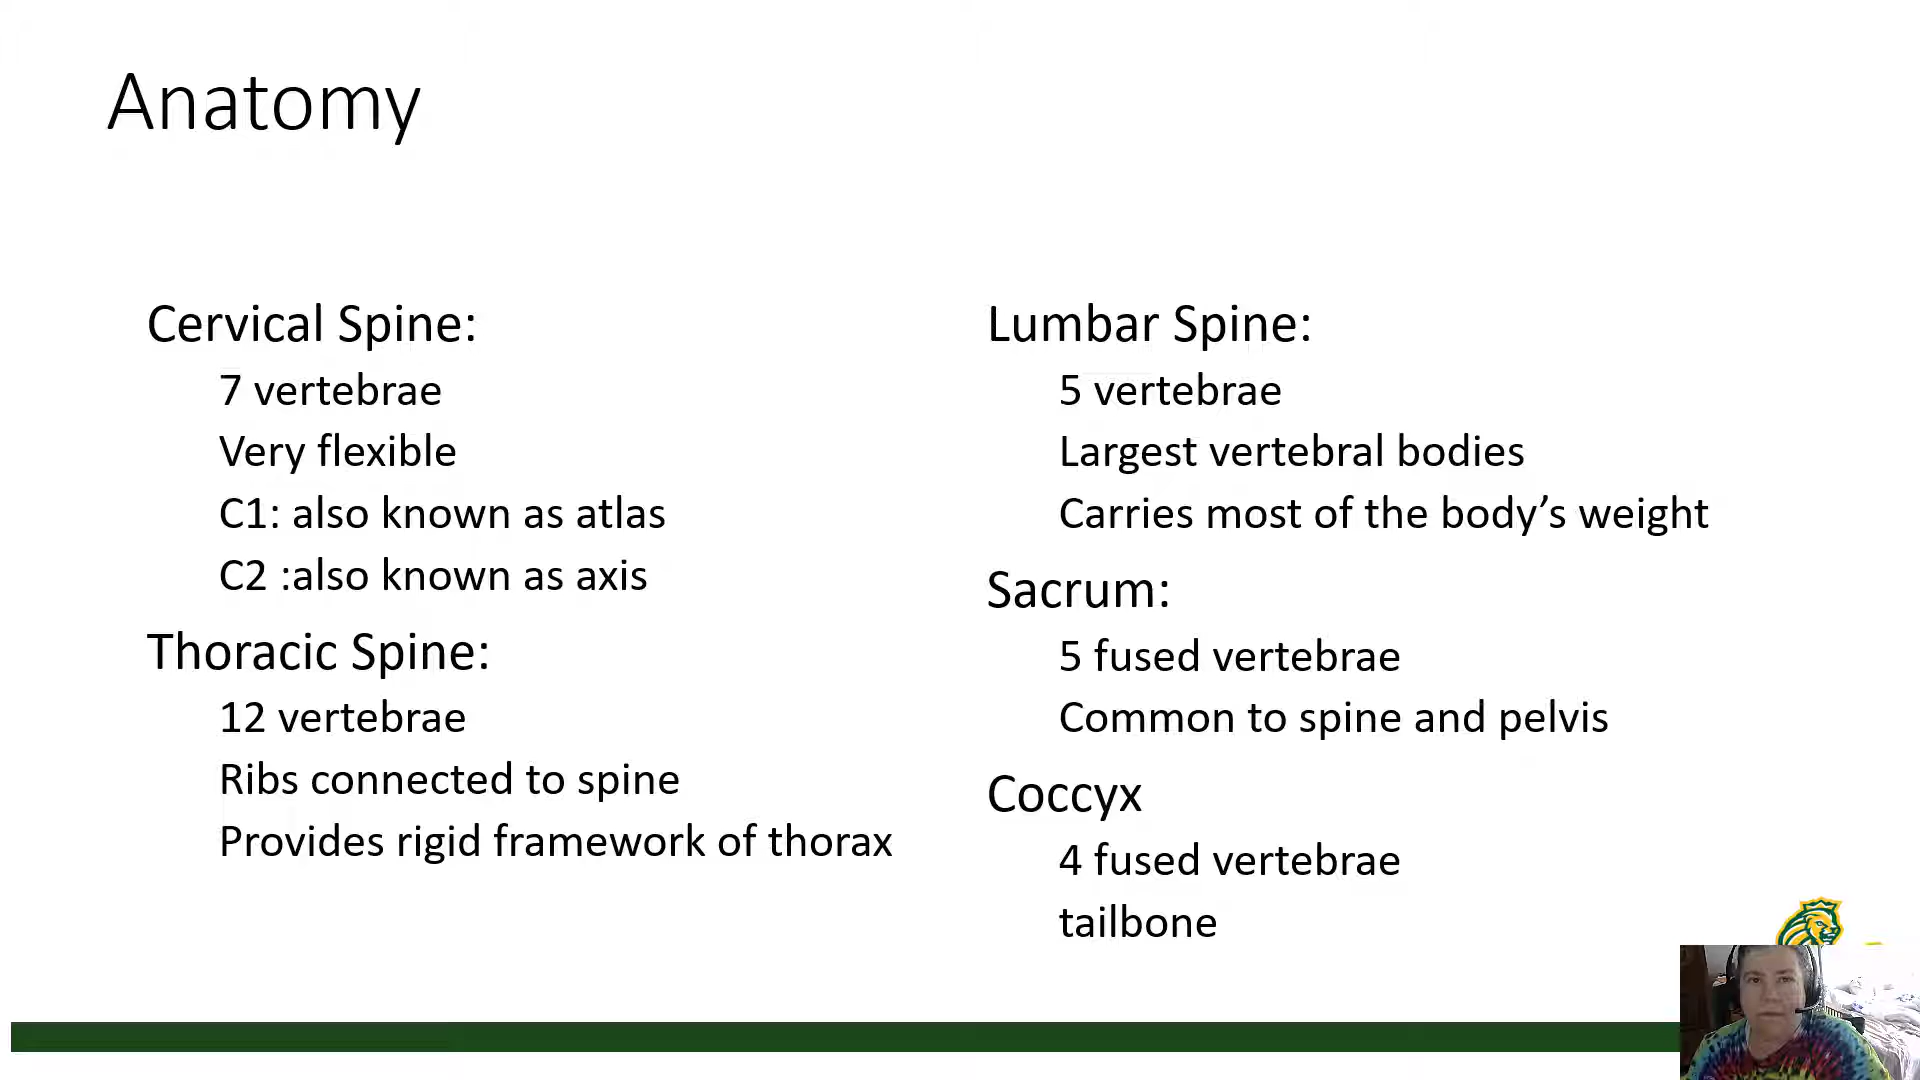 Anatomy
Cervical Spine:
7 vertebrae
Very flexible
C1: also known as atlas
C2 :also known as axis
Thoracic Spine:
12 vertebrae
Ribs connected to spine
Provides rigid framework of thorax
Lumbar Spine:
5 vertebrae
Largest vertebral bodies
Carries most of the body’s weight
Sacrum:
5 fused vertebrae
Common to spine and pelvis
Coccyx
4 fused vertebrae
tailbone